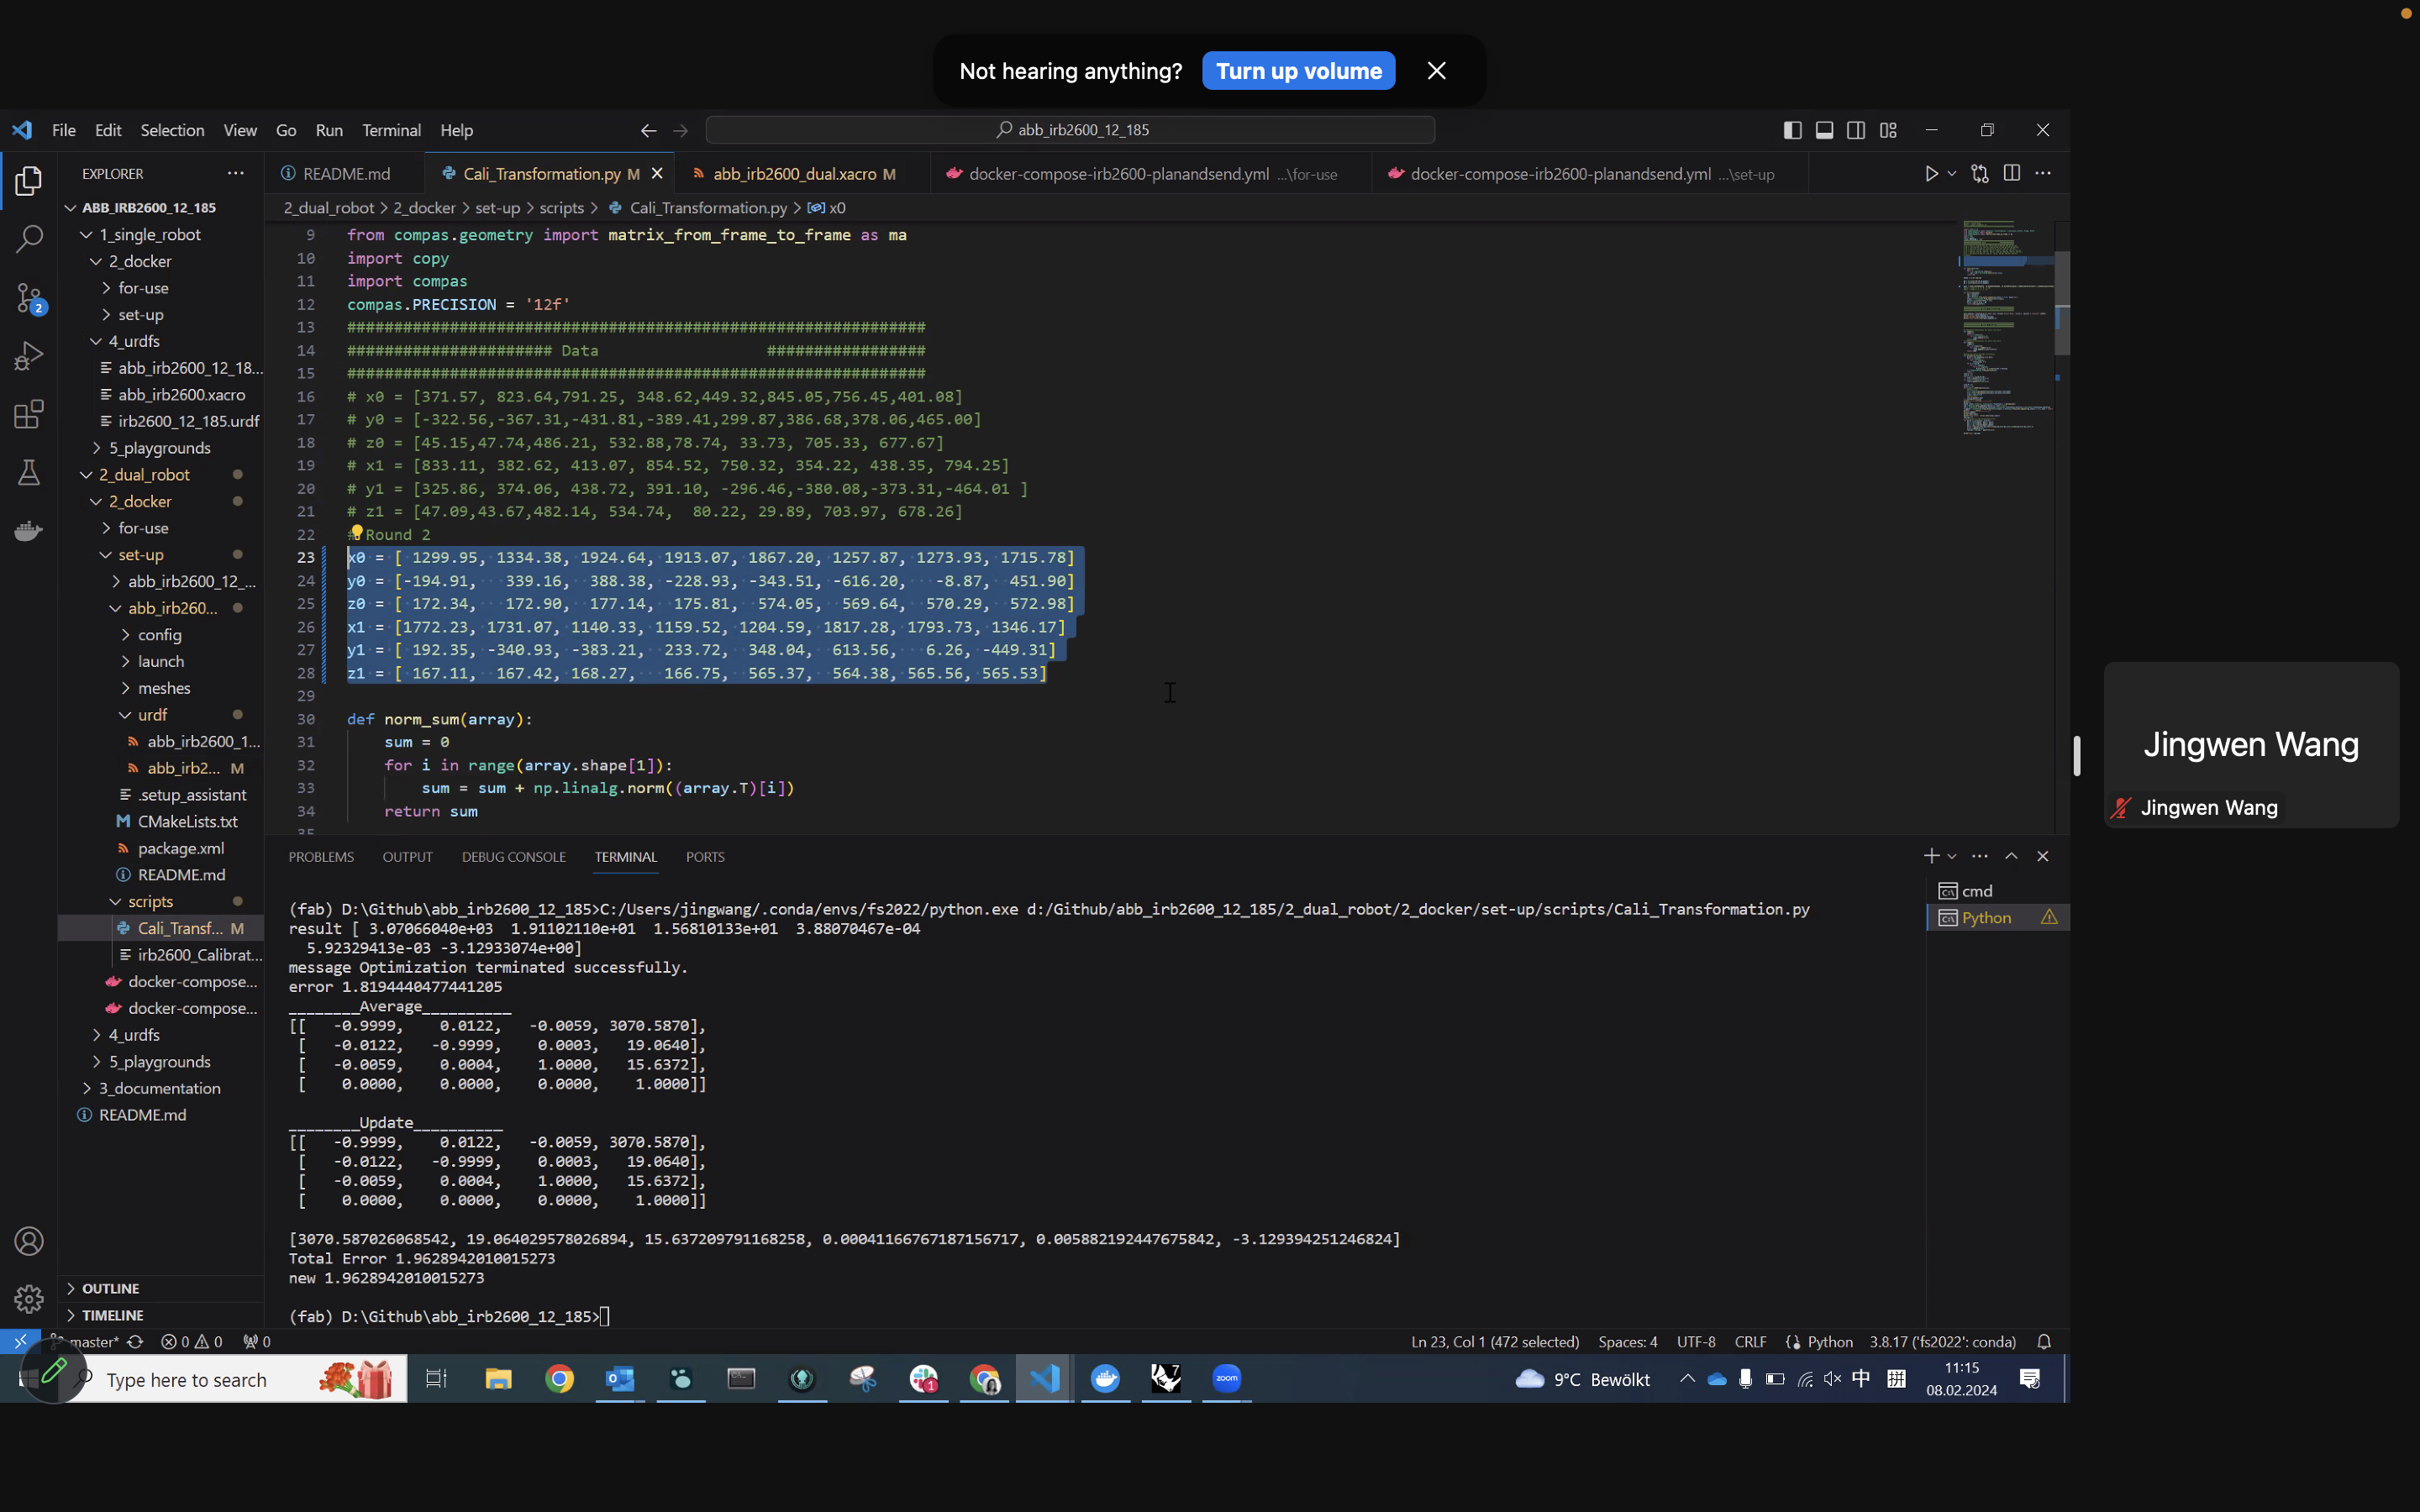 Not hearing anything? Turn up volume
File Edit Selection View Go Run Terminal Help
abb_irb2600_12_185
EXPLORER
README.md
Cali_Transformation.py M
abb_irb2600_dual.xacro M
docker-compose-irb2600-planandsend.yml ...\for-use
docker-compose-irb2600-planandsend.yml ...\set-up
2_dual_robot > 2_docker > set-up > scripts > Cali_Transformation.py > x0
ABB_IRB2600_12_185
1_single_robot
2_docker
for-use
set-up
4_urdfs
abb_irb2600_12_18...
abb_irb2600.xacro
irb2600_12_185.urdf
5_playgrounds
2_dual_robot
2_docker
for-use
set-up
abb_irb2600_12_...
abb_irb260...
config
launch
meshes
urdf
abb_irb2600_1...
abb_irb2... M
.setup_assistant
CMakeLists.txt
package.xml
README.md
scripts
Cali_Transf... M
irb2600_Calibrat...
docker-compose...
docker-compose...
4_urdfs
5_playgrounds
3_documentation
README.md
OUTLINE
TIMELINE
2
9 from compas.geometry import matrix_from_frame_to_frame as ma
10 import copy
11 import compas
12 compas.PRECISION = '12f'
13 ##############################################################
14 ###################### Data #################
15 ##############################################################
16 # x0 = [371.57, 823.64,791.25, 348.62,449.32,845.05,756.45,401.08]
17 # y0 = [-322.56,-367.31,-431.81,-389.41,299.87,386.68,378.06,465.00]
18 # z0 = [45.15,47.74,486.21, 532.88,78.74, 33.73, 705.33, 677.67]
19 # x1 = [833.11, 382.62, 413.07, 854.52, 750.32, 354.22, 438.35, 794.25]
20 # y1 = [325.86, 374.06, 438.72, 391.10, -296.46,-380.08,-373.31,-464.01 ]
21 # z1 = [47.09,43.67,482.14, 534.74, 80.22, 29.89, 703.97, 678.26]
22 # Round 2
23 x0 = [ 1299.95, 1334.38, 1924.64, 1913.07, 1867.20, 1257.87, 1273.93, 1715.78]
24 y0 = [-194.91, 339.16, 388.38, -228.93, -343.51, -616.20, -8.87, 451.90]
25 z0 = [ 172.34, 172.90, 177.14, 175.81, 574.05, 569.64, 570.29, 572.98]
26 x1 = [1772.23, 1731.07, 1140.33, 1159.52, 1204.59, 1817.28, 1793.73, 1346.17]
27 y1 = [ 192.35, -340.93, -383.21, 233.72, 348.04, 613.56, 6.26, -449.31]
28 z1 = [ 167.11, 167.42, 168.27, 166.75, 565.37, 564.38, 565.56, 565.53]
29
30 def norm_sum(array):
31 sum = 0
32 for i in range(array.shape[1]):
33 sum = sum + np.linalg.norm((array.T)[i])
34 return sum
35
PROBLEMS OUTPUT DEBUG CONSOLE TERMINAL PORTS
cmd
Python
(fab) D:\Github\abb_irb2600_12_185>C:/Users/jingwang/.conda/envs/fs2022/python.exe d:/Github/abb_irb2600_12_185/2_dual_robot/2_docker/set-up/scripts/Cali_Transformation.py
result [ 3.07066040e+03 1.91102110e+01 1.56810133e+01 3.88070467e-04
5.92329413e-03 -3.12933074e+00]
message Optimization terminated successfully.
error 1.8194440477441205
________Average__________
[[ -0.9999, 0.0122, -0.0059, 3070.5870],
[ -0.0122, -0.9999, 0.0003, 19.0640],
[ -0.0059, 0.0004, 1.0000, 15.6372],
[ 0.0000, 0.0000, 0.0000, 1.0000]]
________Update__________
[[ -0.9999, 0.0122, -0.0059, 3070.5870],
[ -0.0122, -0.9999, 0.0003, 19.0640],
[ -0.0059, 0.0004, 1.0000, 15.6372],
[ 0.0000, 0.0000, 0.0000, 1.0000]]
[3070.587026068542, 19.064029578026894, 15.637209791168258, 0.00041166767187156717, 0.005882192447675842, -3.129394251246824]
Total Error 1.9628942010015273
new 1.9628942010015273
(fab) D:\Github\abb_irb2600_12_185>
master* 0 0 0
Ln 23, Col 1 (472 selected) Spaces: 4 UTF-8 CRLF Python 3.8.17 ('fs2022': conda)
Type here to search
1
7
zoom
9°C Bewölkt
中
拼
11:15
08.02.2024
Jingwen Wang
Jingwen Wang